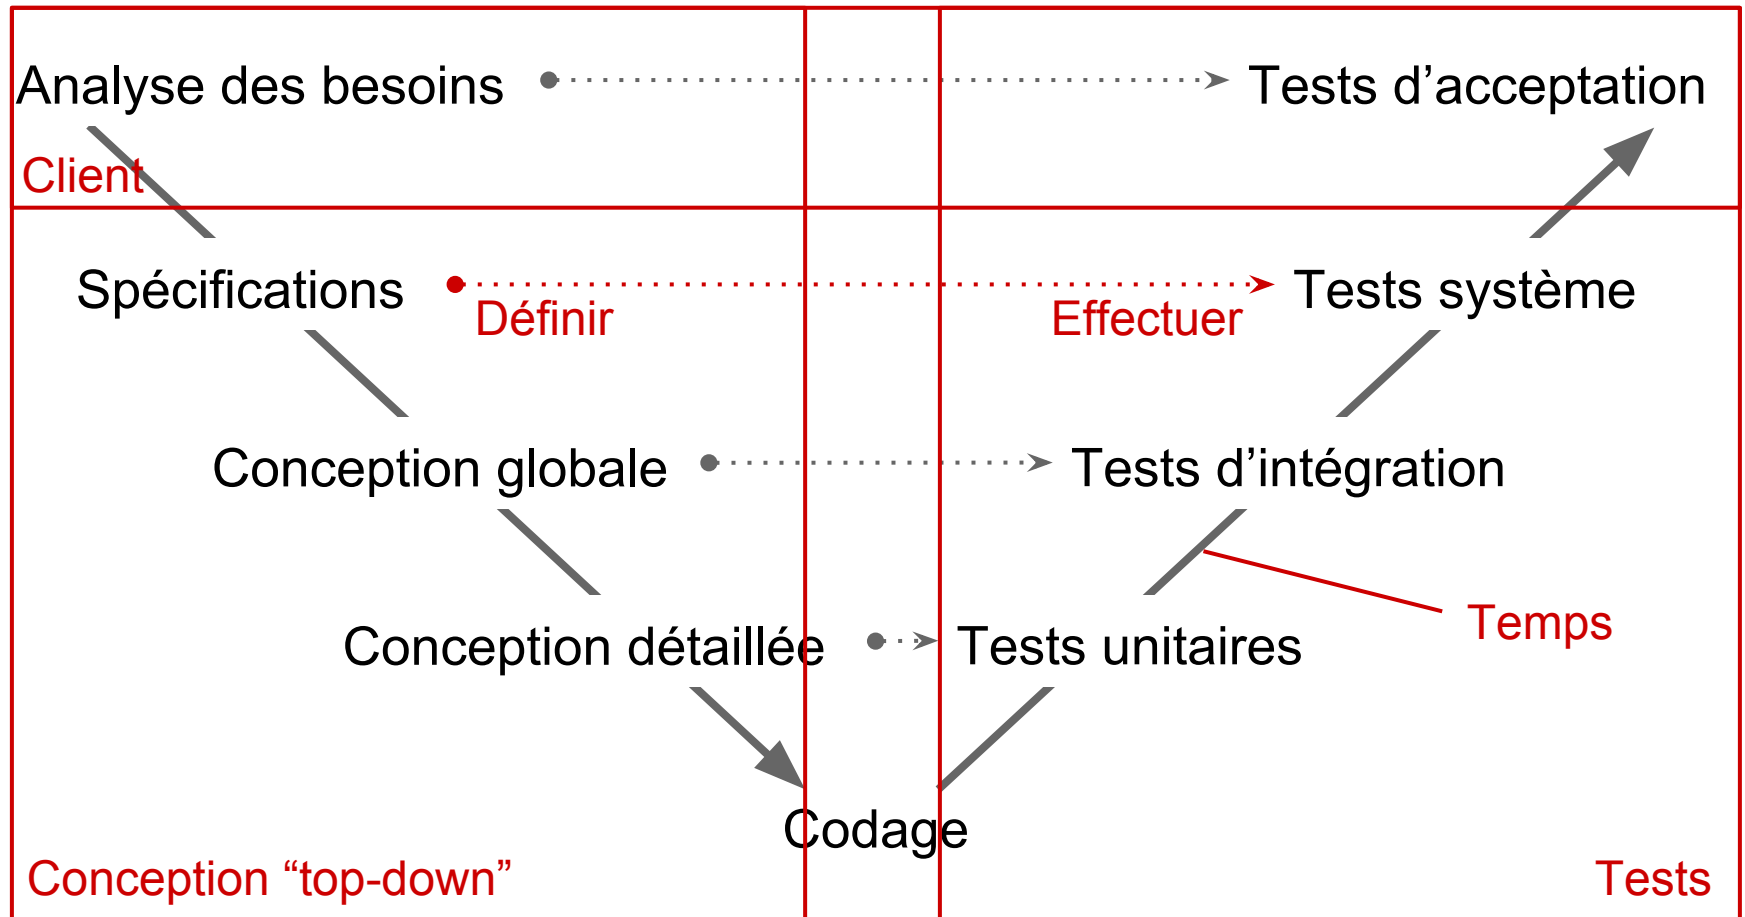 Analyse des besoins
Tests d’acceptation
Client
Spécifications
Tests système
Définir
Effectuer
Conception globale
Tests d’intégration
Temps
Conception détaillée
Tests unitaires
Codage
Conception “top-down”
Tests